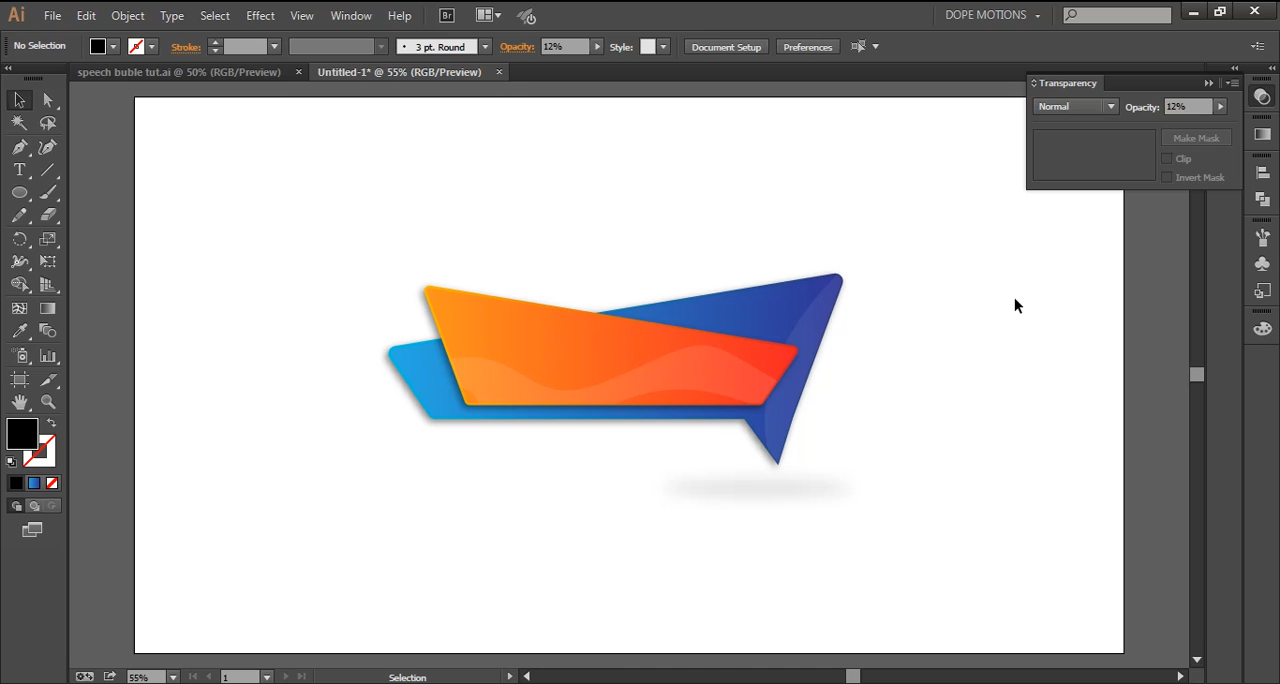 Ai File Edit Object Type Select Effect View Window Help Br DOPE MOTIONS
No Selection Stroke: 3 pt. Round Opacity: 12% Style: Document Setup Preferences
speech buble tut.ai @ 50% (RGB/Preview) × Untitled-1* @ 55% (RGB/Preview) ×
Transparency
Normal Opacity: 12%
Make Mask
Clip
Invert Mask
55% 1 Selection